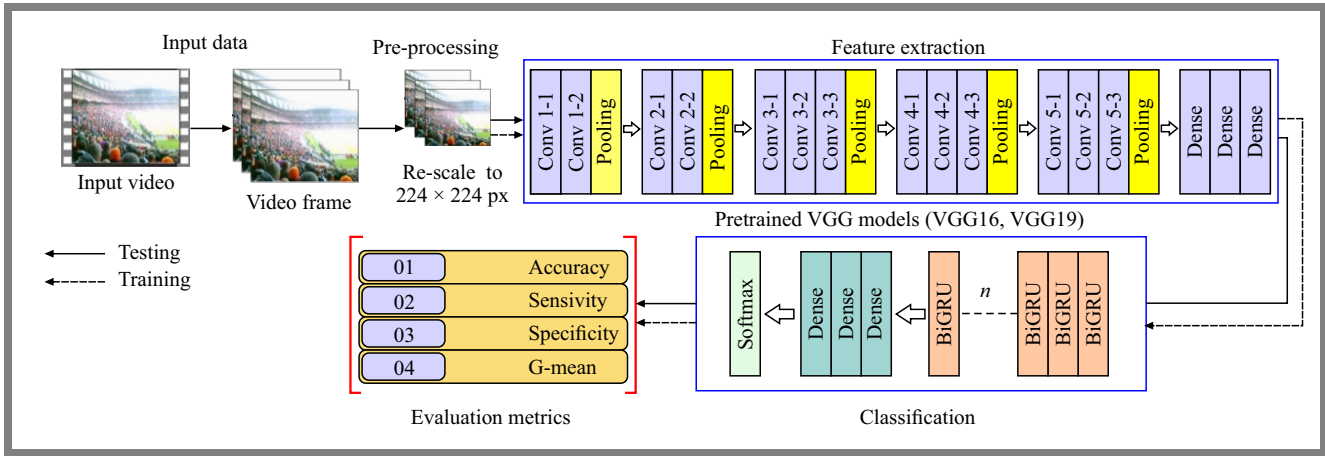 Input data
Input video
Video frame
Pre-processing
Re-scale to
224 × 224 px
Feature extraction
Conv 1-1
Conv 1-2
Pooling
Conv 2-1
Conv 2-2
Pooling
Conv 3-1
Conv 3-2
Conv 3-3
Pooling
Conv 4-1
Conv 4-2
Conv 4-3
Pooling
Conv 5-1
Conv 5-2
Conv 5-3
Pooling
Dense
Dense
Dense
Pretrained VGG models (VGG16, VGG19)
Testing
Training
01 Accuracy
02 Sensivity
03 Specificity
04 G-mean
Evaluation metrics
Softmax
Dense
Dense
Dense
BiGRU
n
BiGRU
BiGRU
BiGRU
Classification